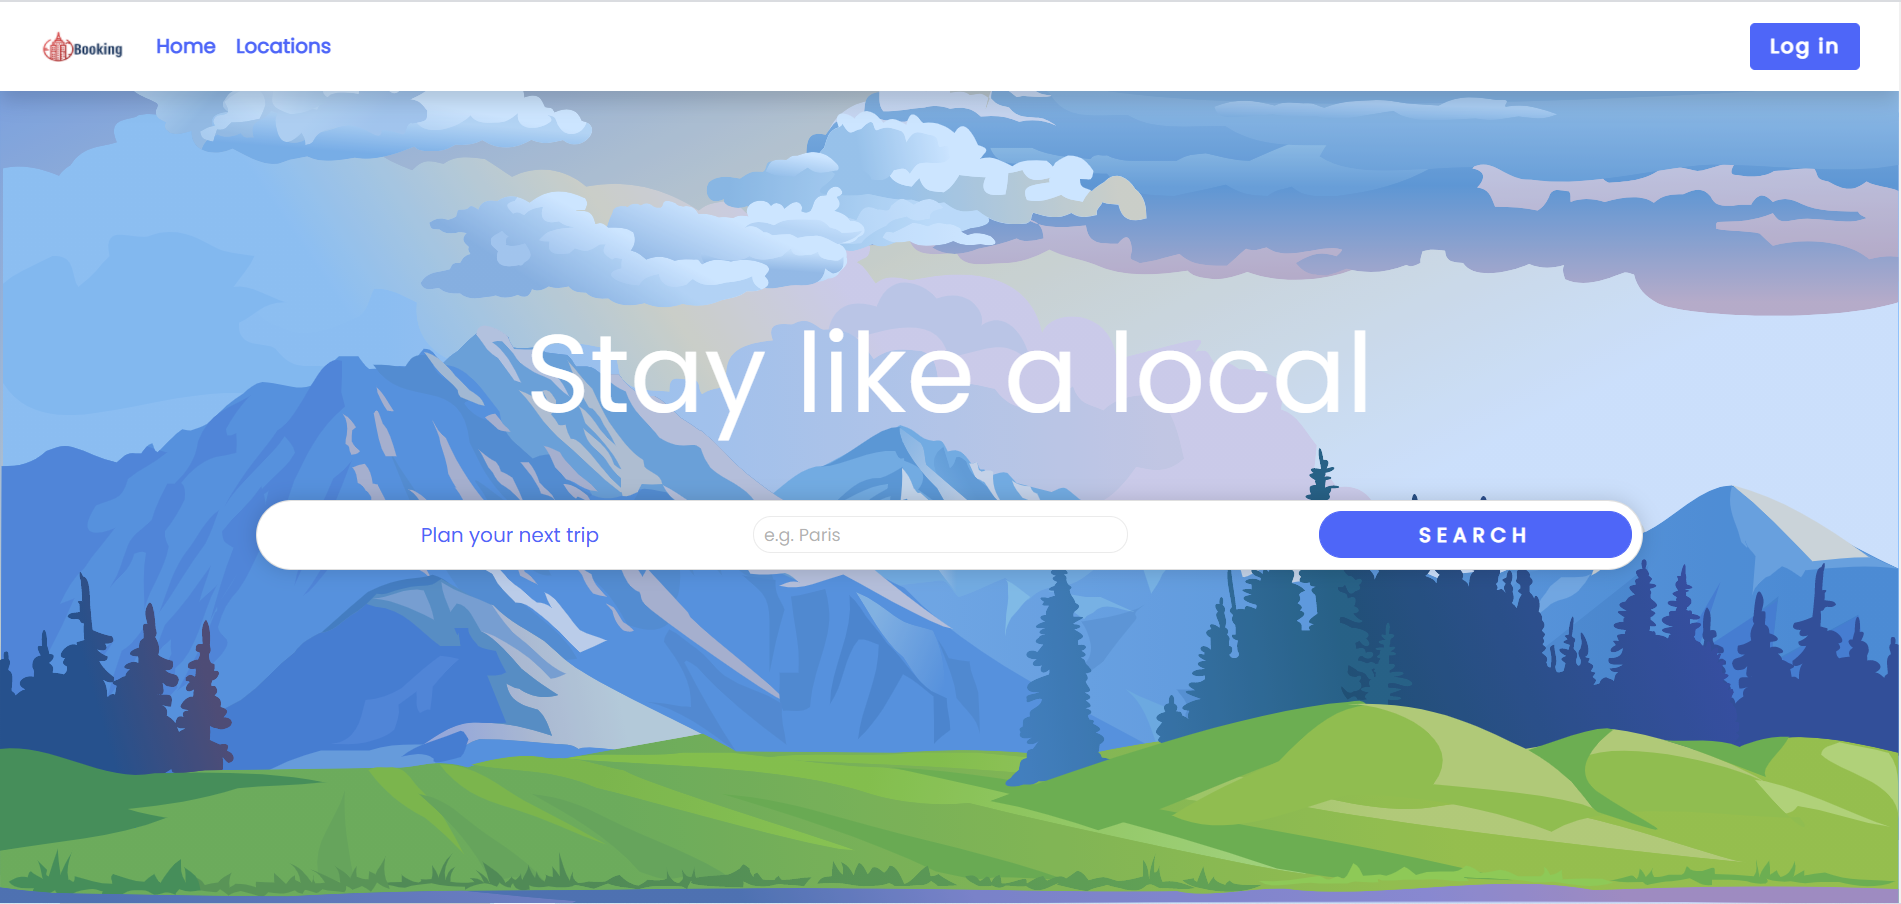 Booking
Home
Locations
Log in
Stay like a local
Plan your next trip
e.g. Paris
SEARCH